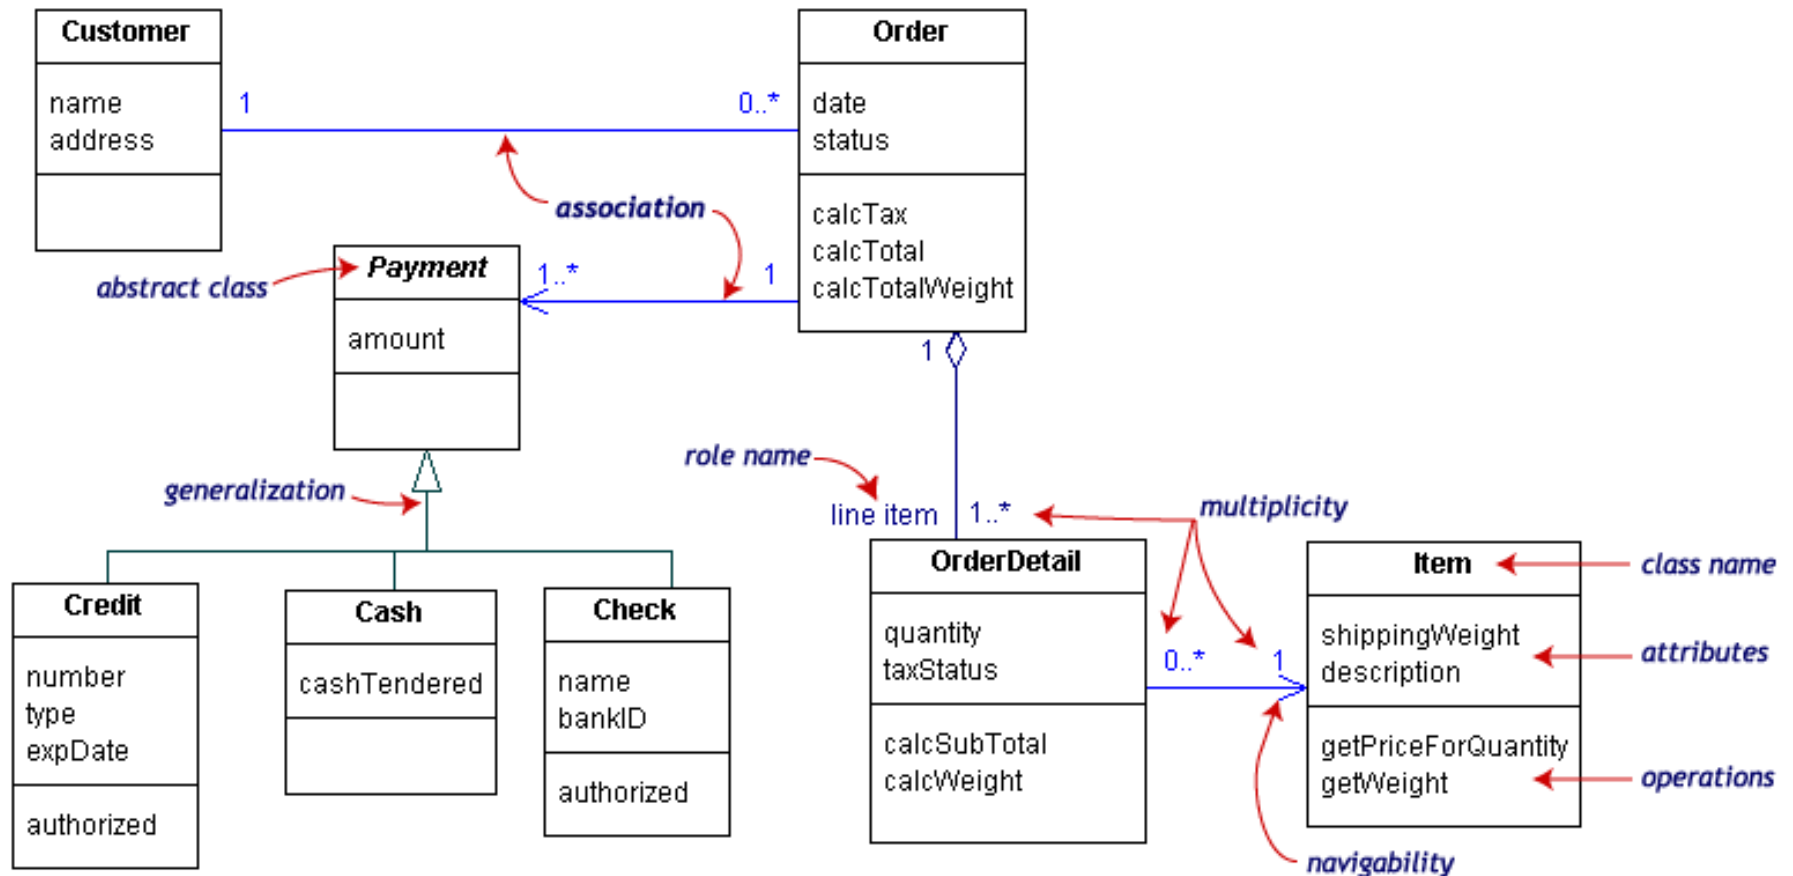 Customer
name
address
1
0..*
Order
date
status
calcTax
calcTotal
calcTotalWeight
association
abstract class
Payment
amount
1..*
1
1
generalization
role name
line item
1..*
multiplicity
Credit
number
type
expDate
authorized
Cash
cashTendered
Check
name
bankID
authorized
OrderDetail
quantity
taxStatus
calcSubTotal
calcWeight
0..*
1
Item
shippingWeight
description
getPriceForQuantity
getWeight
class name
attributes
operations
navigability